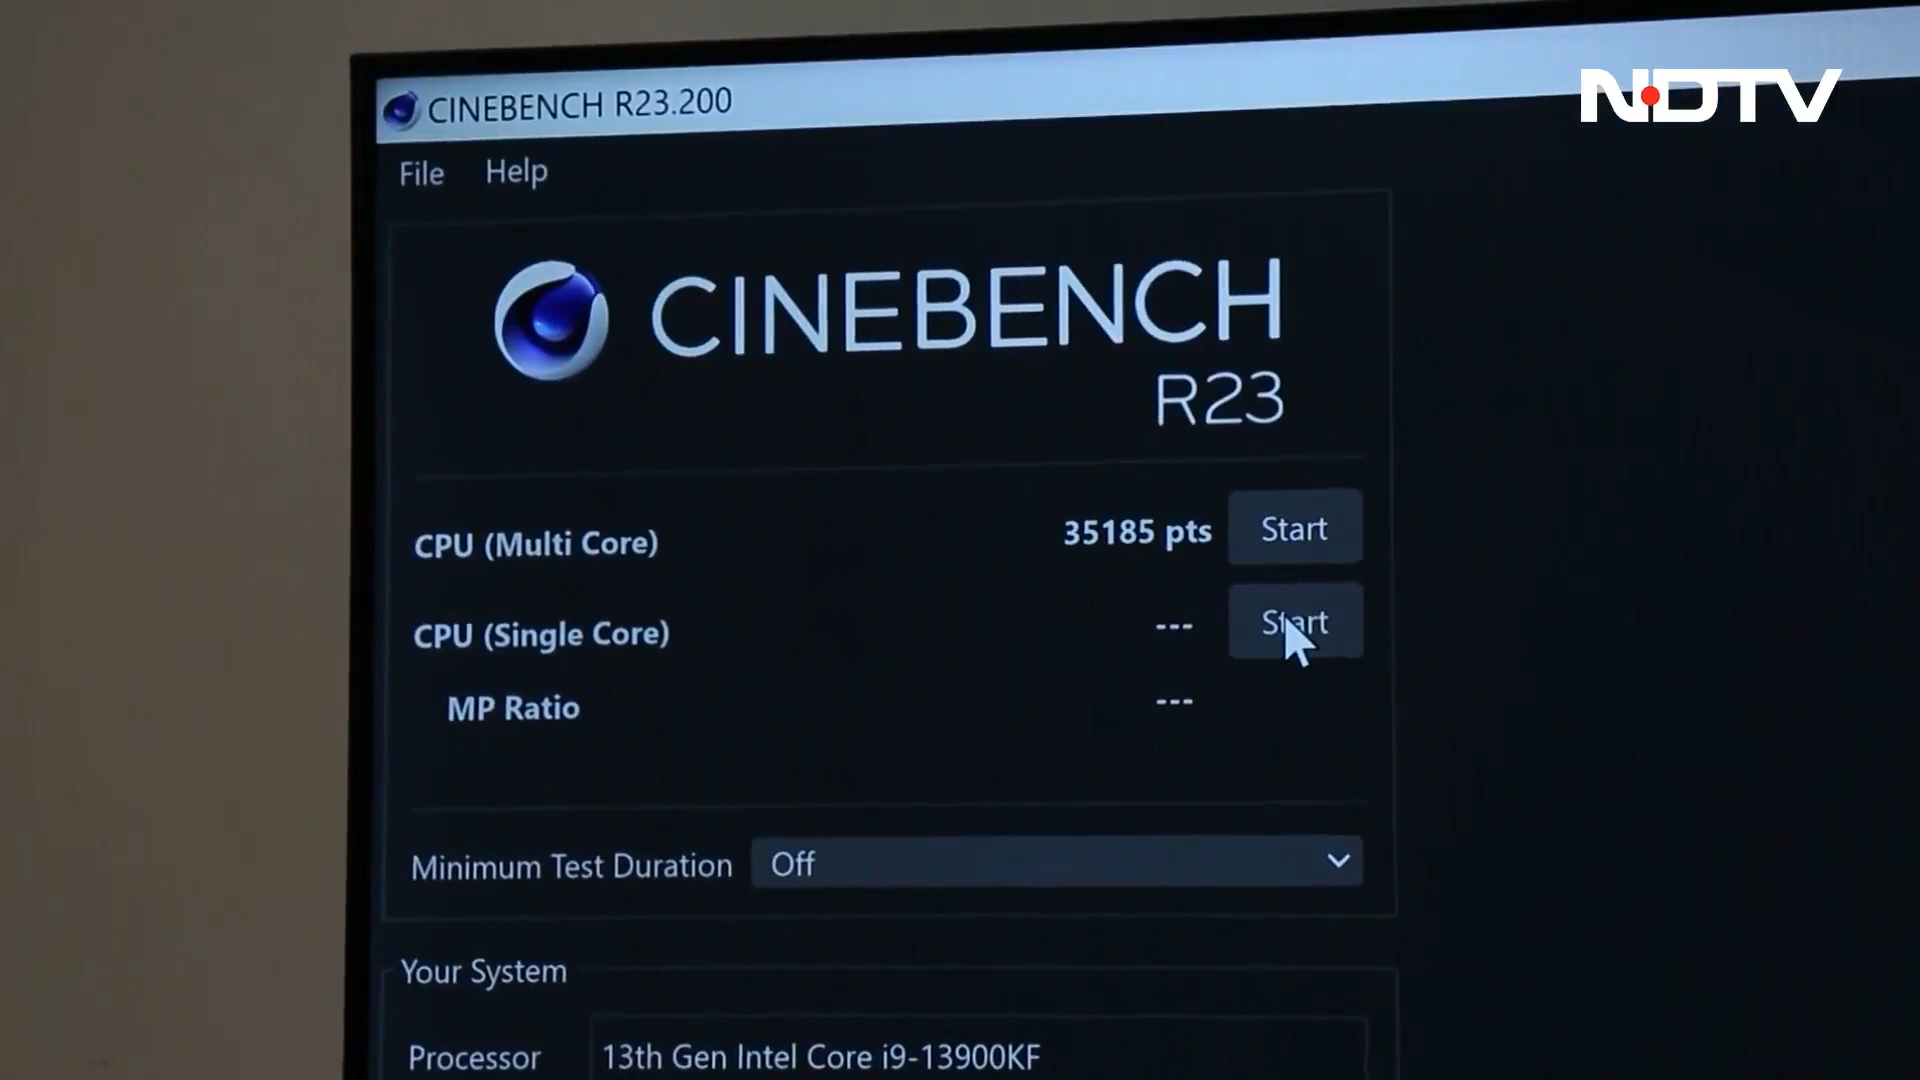 NDTV
CINEBENCH R23.200
File Help
CINEBENCH
R23
CPU (Multi Core) 35185 pts Start
CPU (Single Core) --- Start
MP Ratio ---
Minimum Test Duration Off
Your System
Processor 13th Gen Intel Core i9-13900KF